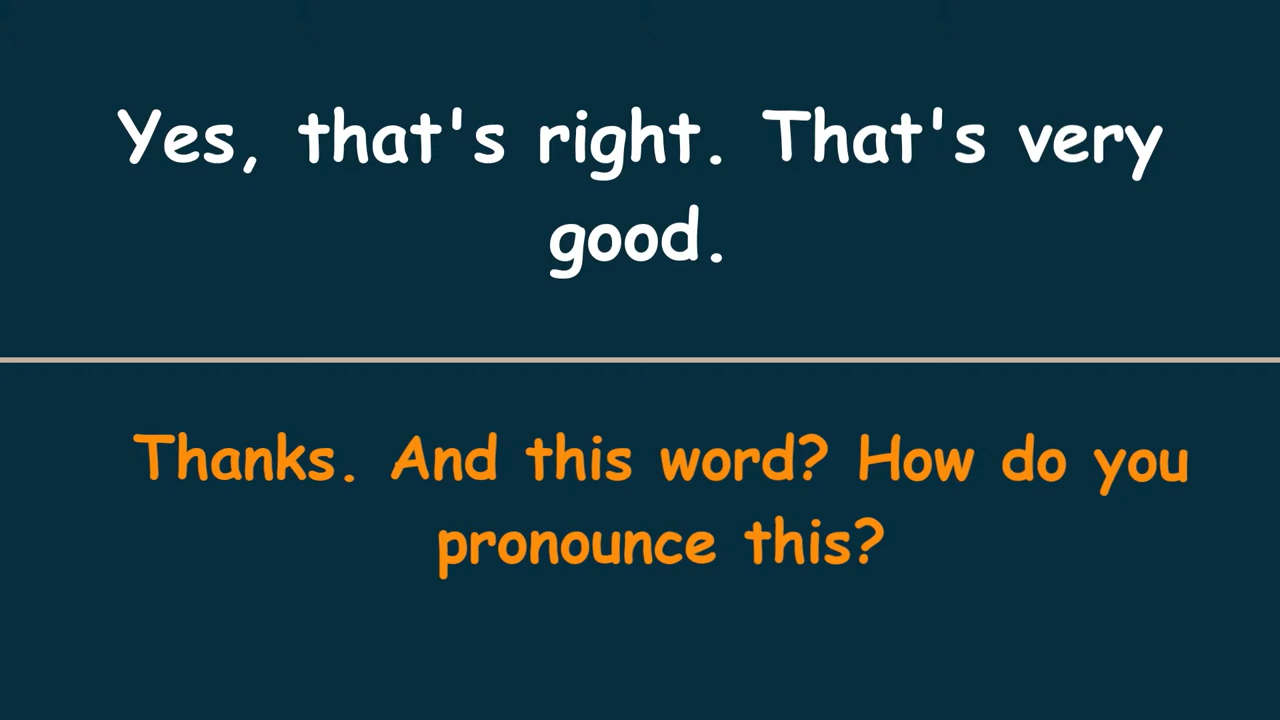 Yes, that's right. That's very
good.
Thanks. And this word? How do you
pronounce this?